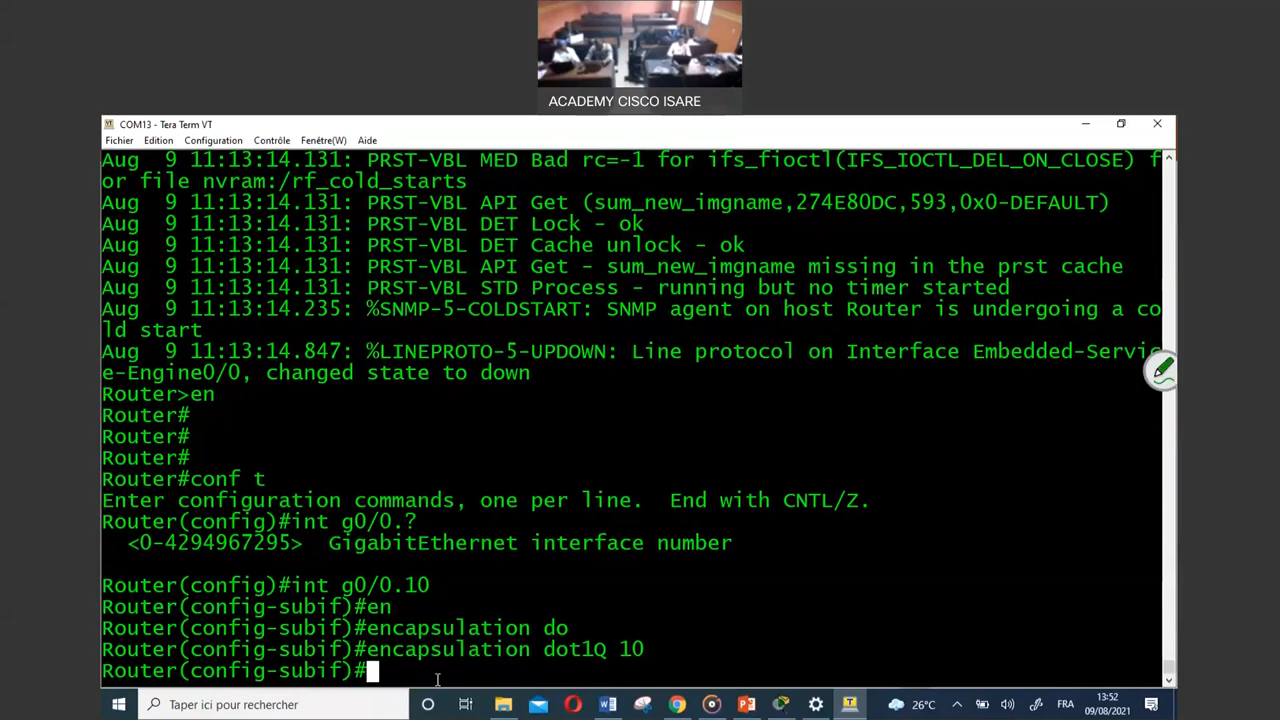 ACADEMY CISCO ISARE
COM13 - Tera Term VT
Fichier Edition Configuration Contrôle Fenêtre(W) Aide
Aug  9 11:13:14.131: PRST-VBL MED Bad rc=-1 for ifs_fioctl(IFS_IOCTL_DEL_ON_CLOSE) f
or file nvram:/rf_cold_starts
Aug  9 11:13:14.131: PRST-VBL API Get (sum_new_imgname,274E80DC,593,0x0-DEFAULT)
Aug  9 11:13:14.131: PRST-VBL DET Lock - ok
Aug  9 11:13:14.131: PRST-VBL DET Cache unlock - ok
Aug  9 11:13:14.131: PRST-VBL API Get - sum_new_imgname missing in the prst cache
Aug  9 11:13:14.131: PRST-VBL STD Process - running but no timer started
Aug  9 11:13:14.235: %SNMP-5-COLDSTART: SNMP agent on host Router is undergoing a co
ld start
Aug  9 11:13:14.847: %LINEPROTO-5-UPDOWN: Line protocol on Interface Embedded-Servic
e-Engine0/0, changed state to down
Router>en
Router#
Router#
Router#
Router#conf t
Enter configuration commands, one per line.  End with CNTL/Z.
Router(config)#int g0/0.?
<0-4294967295>  GigabitEthernet interface number
Router(config)#int g0/0.10
Router(config-subif)#en
Router(config-subif)#encapsulation do
Router(config-subif)#encapsulation dot1Q 10
Router(config-subif)#
Taper ici pour rechercher
26°C
FRA
13:52
09/08/2021